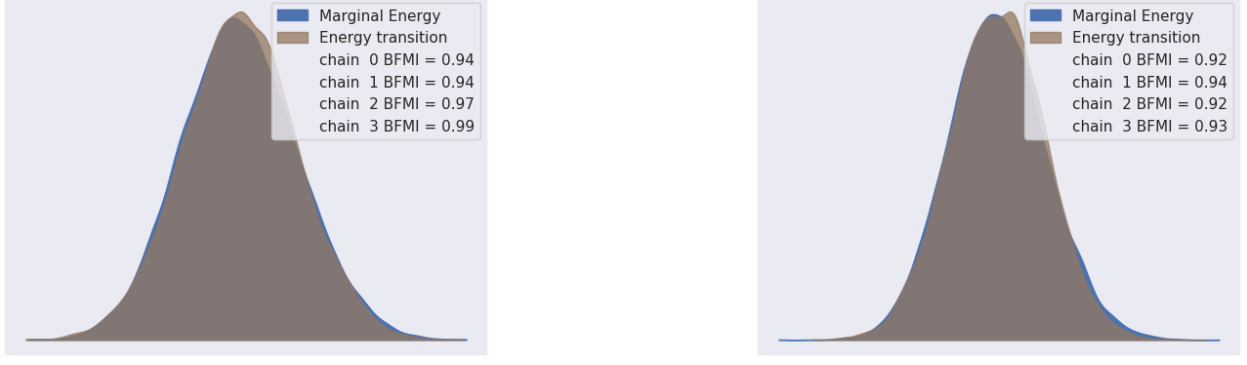 Marginal Energy
Energy transition
chain 0 BFMI = 0.94
chain 1 BFMI = 0.94
chain 2 BFMI = 0.97
chain 3 BFMI = 0.99
Marginal Energy
Energy transition
chain 0 BFMI = 0.92
chain 1 BFMI = 0.94
chain 2 BFMI = 0.92
chain 3 BFMI = 0.93